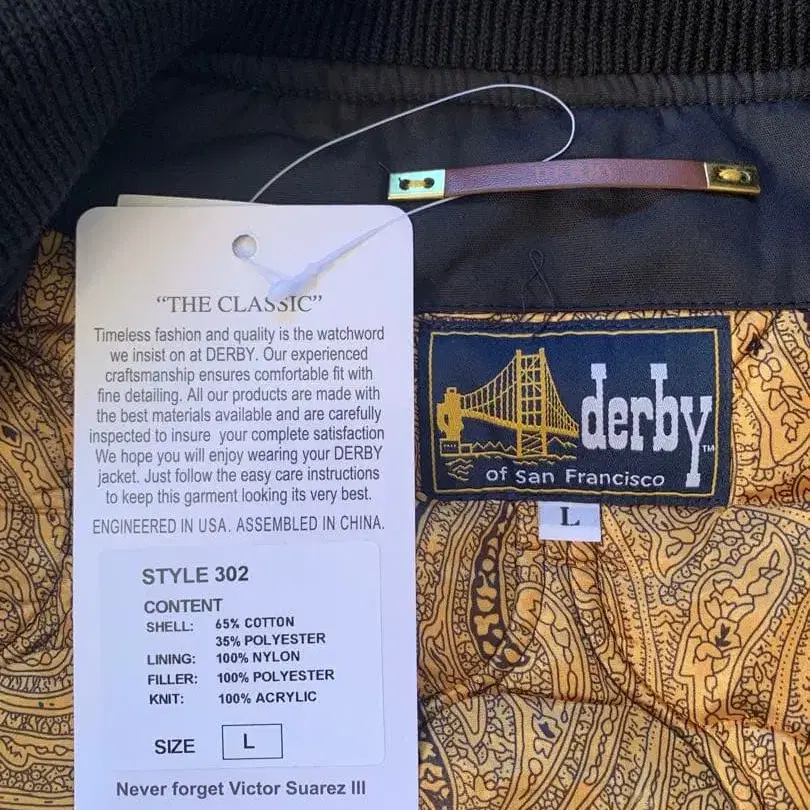 “THE CLASSIC”
Timeless fashion and quality is the watchword
we insist on at DERBY. Our experienced
craftsmanship ensures comfortable fit with
fine detailing. All our products are made with
the best materials available and are carefully
inspected to insure your complete satisfaction
We hope you will enjoy wearing your DERBY
jacket. Just follow the easy care instructions
to keep this garment looking its very best.
ENGINEERED IN USA. ASSEMBLED IN CHINA.
STYLE 302
CONTENT
SHELL: 65% COTTON
35% POLYESTER
LINING: 100% NYLON
FILLER: 100% POLYESTER
KNIT: 100% ACRYLIC
SIZE L
Never forget Victor Suarez III
derby™
of San Francisco
L